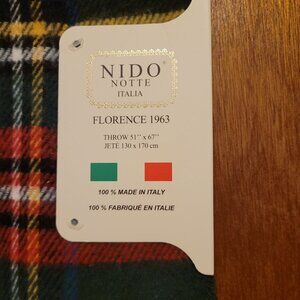 NIDO®
NOTTE
ITALIA
FLORENCE 1963
THROW 51" x 67"
JETÉ 130 x 170 cm
100 % MADE IN ITALY
100 % FABRIQUÉ EN ITALIE